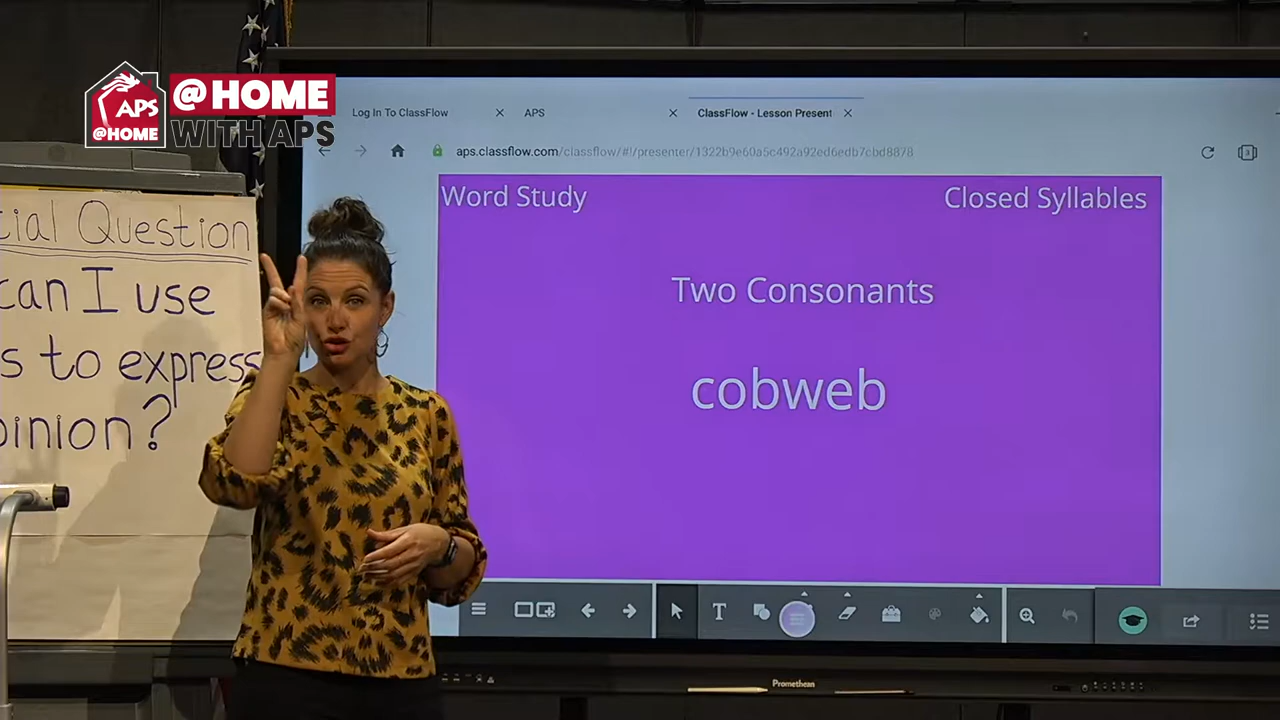 APS
@HOME
@HOME
WITH APS
Log In To ClassFlow
APS
ClassFlow - Lesson Present
aps.classflow.com/classflow/#!/presenter/1322b9e60a5c492a92ed6edb7cbd8878
tial Question
can I use
s to express
pinion?
Word Study
Closed Syllables
Two Consonants
cobweb
T
Promethean